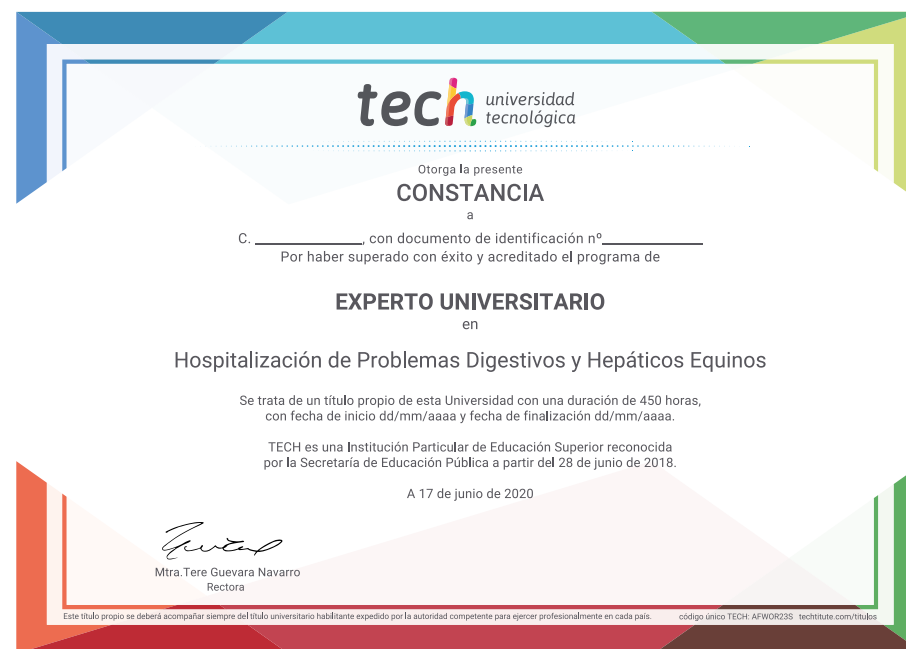 tech universidad
tecnológica
Otorga la presente
CONSTANCIA
a
C. ____________, con documento de identificación nº____________
Por haber superado con éxito y acreditado el programa de
EXPERTO UNIVERSITARIO
en
Hospitalización de Problemas Digestivos y Hepáticos Equinos
Se trata de un título propio de esta Universidad con una duración de 450 horas,
con fecha de inicio dd/mm/aaaa y fecha de finalización dd/mm/aaaa.
TECH es una Institución Particular de Educación Superior reconocida
por la Secretaría de Educación Pública a partir del 28 de junio de 2018.
A 17 de junio de 2020
Mtra.Tere Guevara Navarro
Rectora
Este título propio se deberá acompañar siempre del título universitario habilitante expedido por la autoridad competente para ejercer profesionalmente en cada país. código único TECH: AFWOR23S techtitute.com/titulos